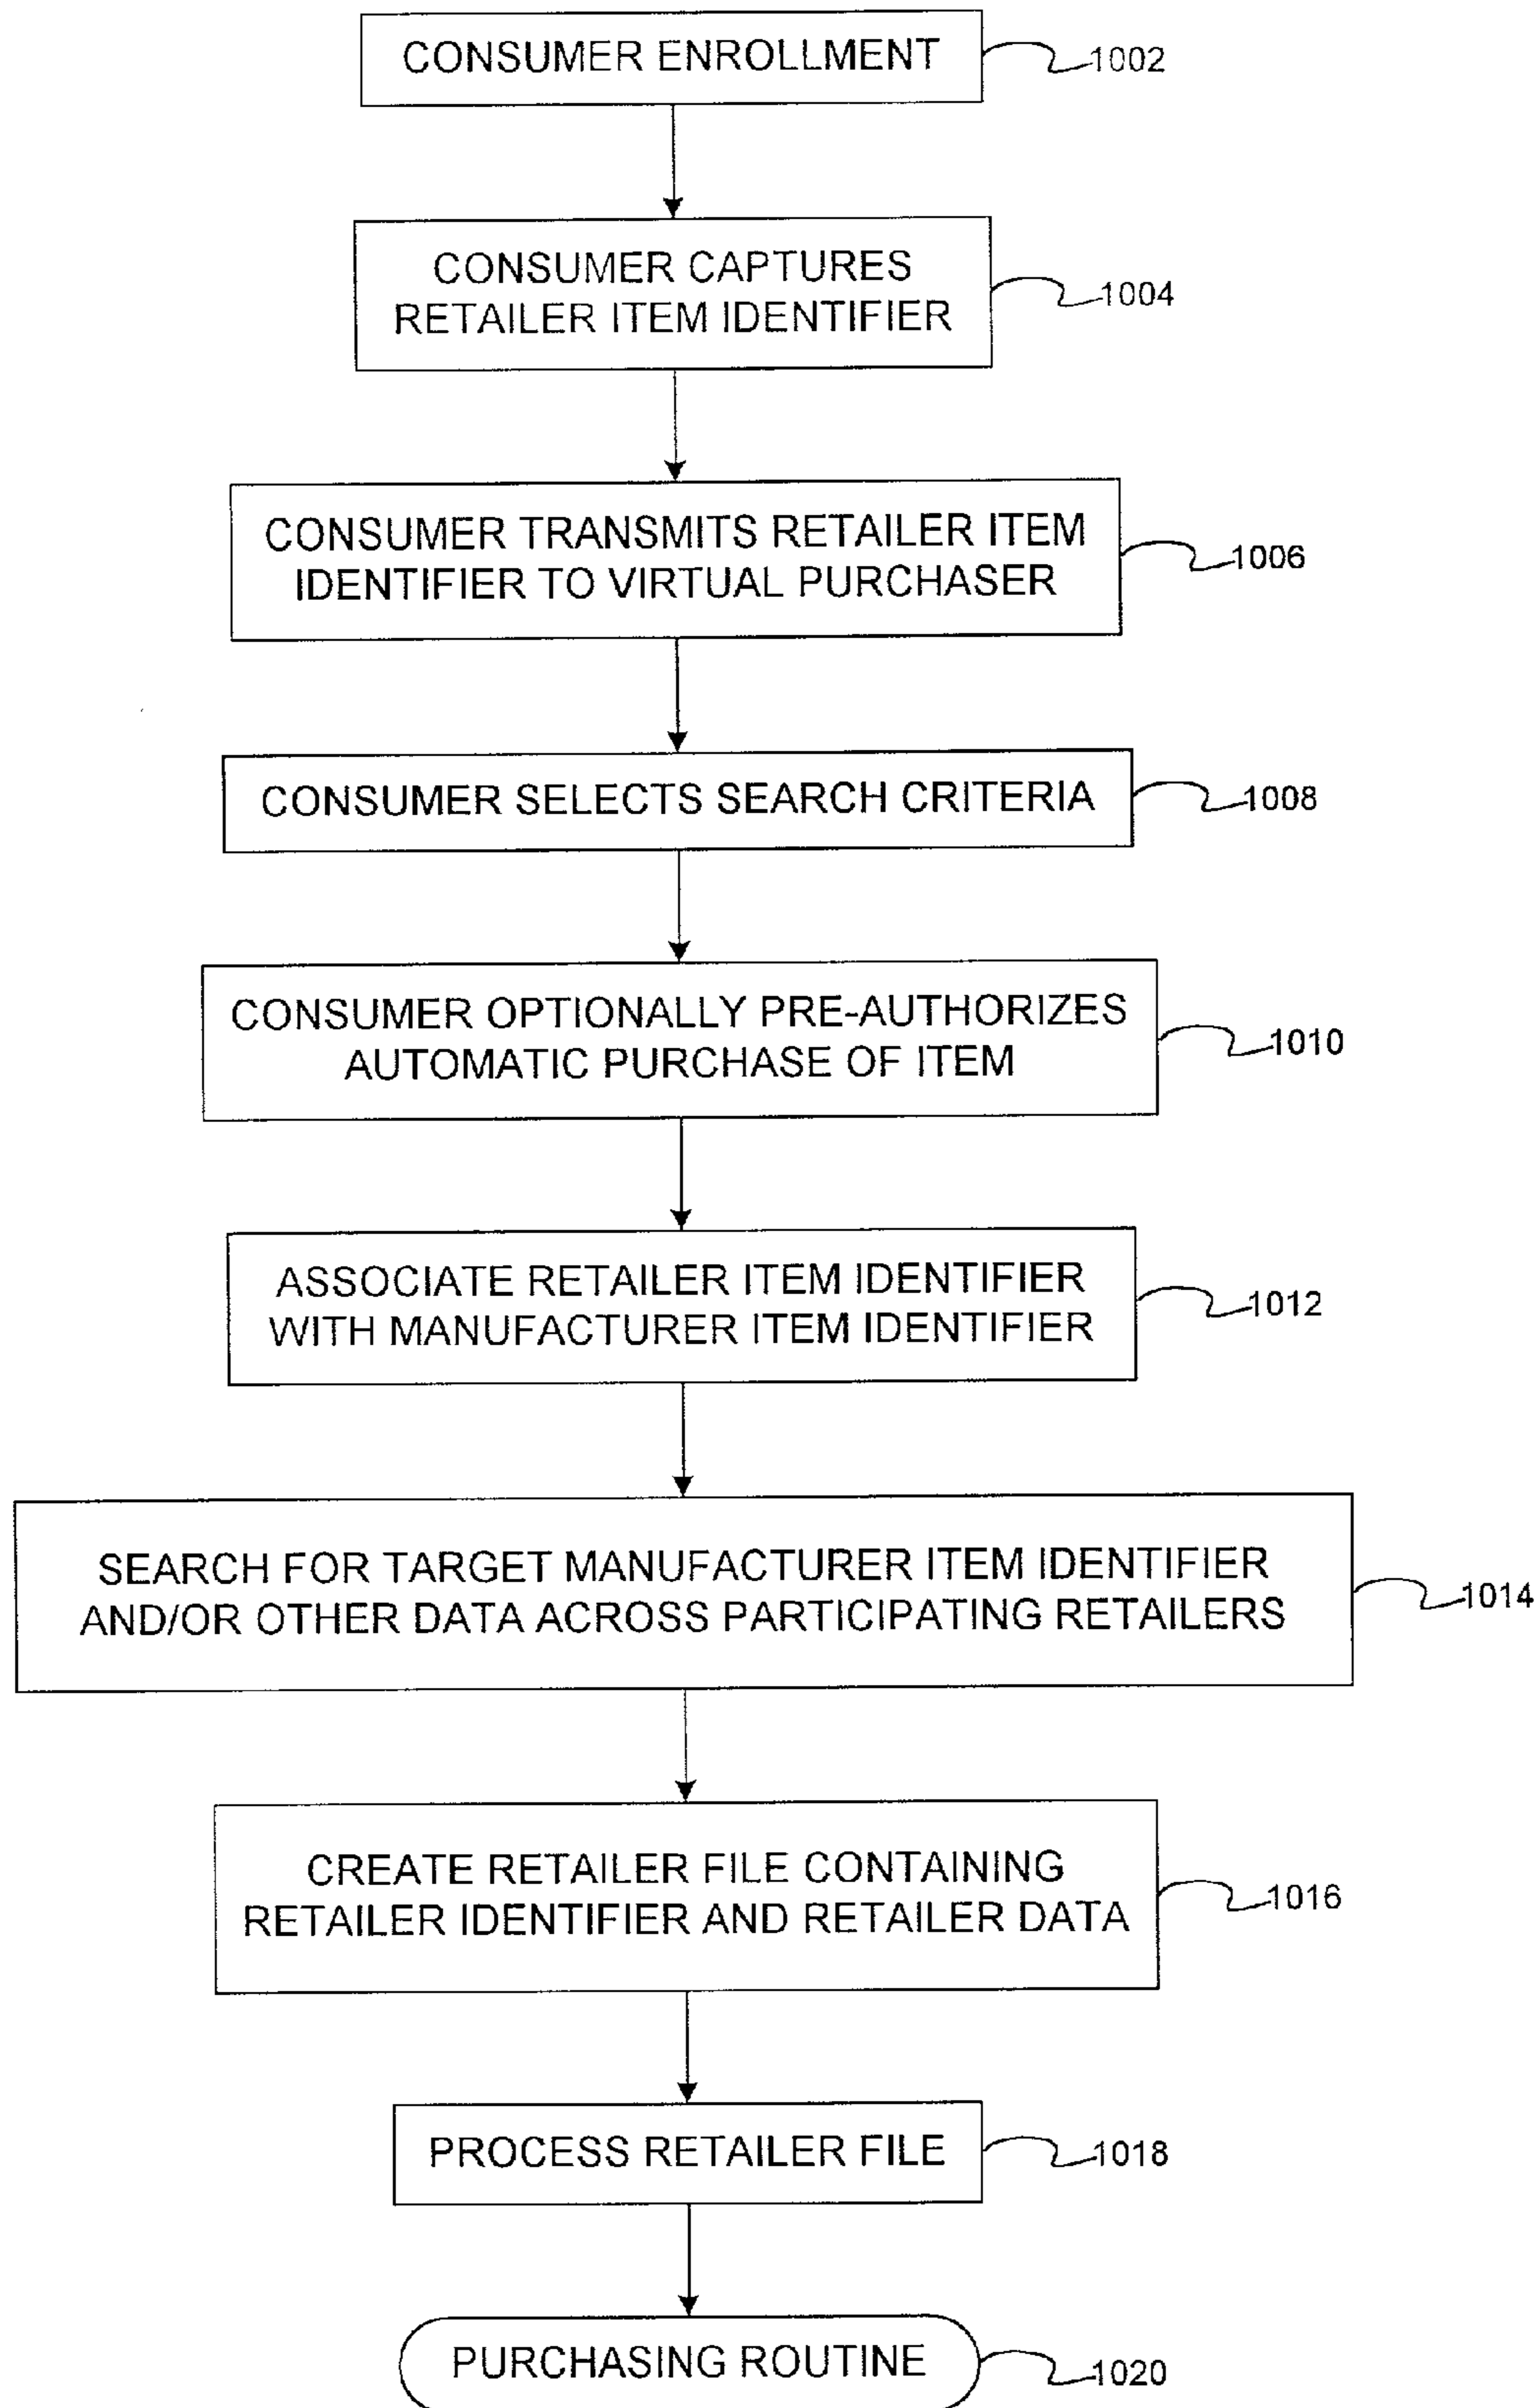 CONSUMER ENROLLMENT
1002
CONSUMER CAPTURES
RETAILER ITEM IDENTIFIER
1004
CONSUMER TRANSMITS RETAILER ITEM
IDENTIFIER TO VIRTUAL PURCHASER
1006
CONSUMER SELECTS SEARCH CRITERIA
1008
CONSUMER OPTIONALLY PRE-AUTHORIZES
AUTOMATIC PURCHASE OF ITEM
1010
ASSOCIATE RETAILER ITEM IDENTIFIER
WITH MANUFACTURER ITEM IDENTIFIER
1012
SEARCH FOR TARGET MANUFACTURER ITEM IDENTIFIER
AND/OR OTHER DATA ACROSS PARTICIPATING RETAILERS
1014
CREATE RETAILER FILE CONTAINING
RETAILER IDENTIFIER AND RETAILER DATA
1016
PROCESS RETAILER FILE
1018
PURCHASING ROUTINE
1020